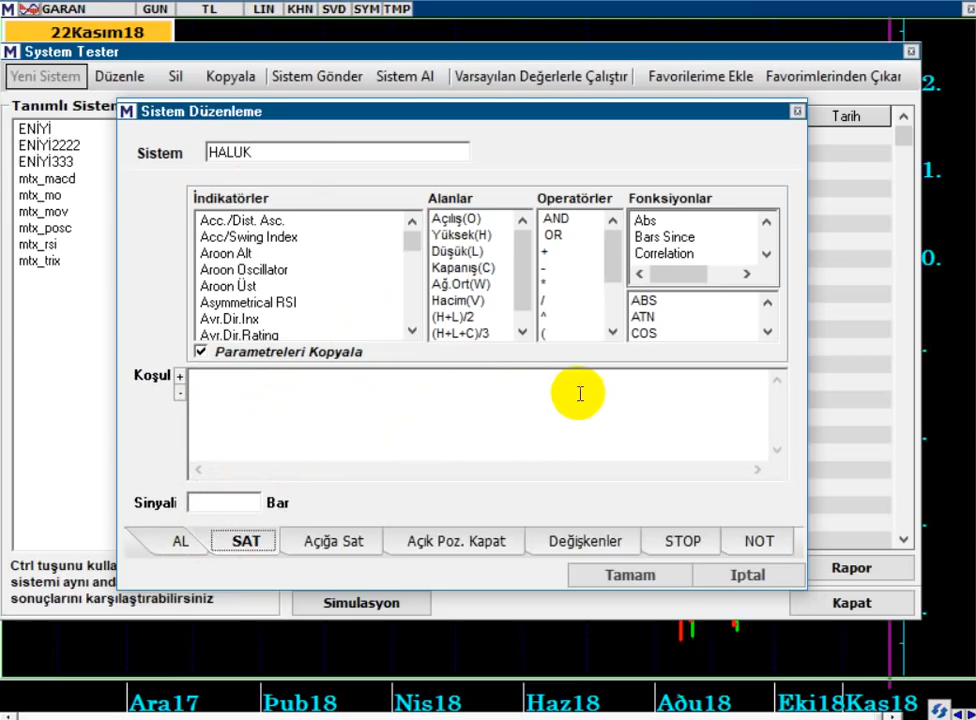 M GARAN GUN TL LIN KHN SVD SYM TMP
22Kasım18
M System Tester
Yeni Sistem Düzenle Sil Kopyala Sistem Gönder Sistem Al Varsayılan Değerlerle Çalıştır Favorilerime Ekle Favorimlerinden Çıkar
2.
Tanımlı Sister
Tarih
M Sistem Düzenleme
ENİYİ
ENİYİ2222
ENİYİ333
mtx_macd
mtx_mo
mtx_mov
mtx_posc
mtx_rsi
mtx_trix
Sistem HALUK
1.
0.
İndikatörler
Acc./Dist. Asc.
Acc/Swing Index
Aroon Alt
Aroon Oscillator
Aroon Üst
Asymmetrical RSI
Avr.Dir.Inx
Avr.Dir.Rating
Alanlar
Açılış(O)
Yüksek(H)
Düşük(L)
Kapanış(C)
Ağ.Ort(W)
Hacim(V)
(H+L)/2
(H+L+C)/3
Operatörler
AND
OR
+
-
*
/
^
(
Fonksiyonlar
Abs
Bars Since
Correlation
ABS
ATN
COS
Parametreleri Kopyala
Koşul +
-
Sinyali Bar
AL SAT Açığa Sat Açık Poz. Kapat Değişkenler STOP NOT
Tamam Iptal
Ctrl tuşunu kulla
sistemi aynı and
sonuçlarını karşılaştırabilirsiniz
Simulasyon
Rapor
Kapat
Ara17 Þub18 Nis18 Haz18 Aðu18 Eki18 Kas18